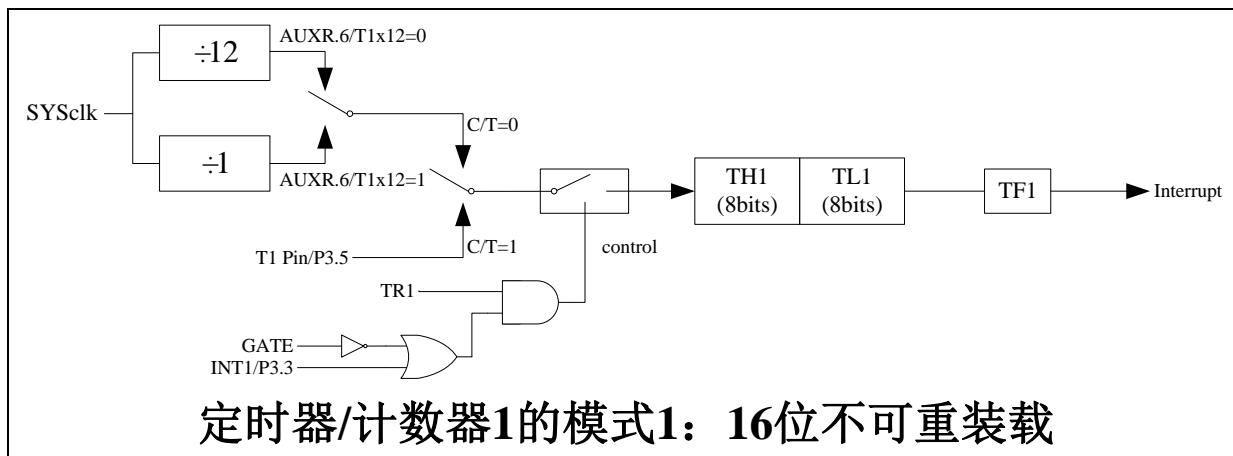 ÷12
AUXR.6/T1x12=0
SYSclk
÷1
AUXR.6/T1x12=1
C/T=0
T1 Pin/P3.5
C/T=1
TH1
(8bits)
TL1
(8bits)
TF1
Interrupt
control
TR1
GATE
INT1/P3.3
定时器/计数器1的模式1：16位不可重装载